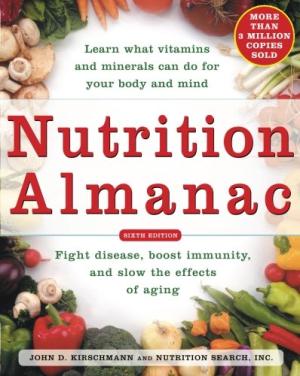 Learn what vitamins
and minerals can do for
your body and mind
MORE
THAN
3 MILLION
COPIES
SOLD
Nutrition
Almanac
SIXTH EDITION
Fight disease, boost immunity,
and slow the effects
of aging
JOHN D. KIRSCHMANN AND NUTRITION SEARCH, INC.